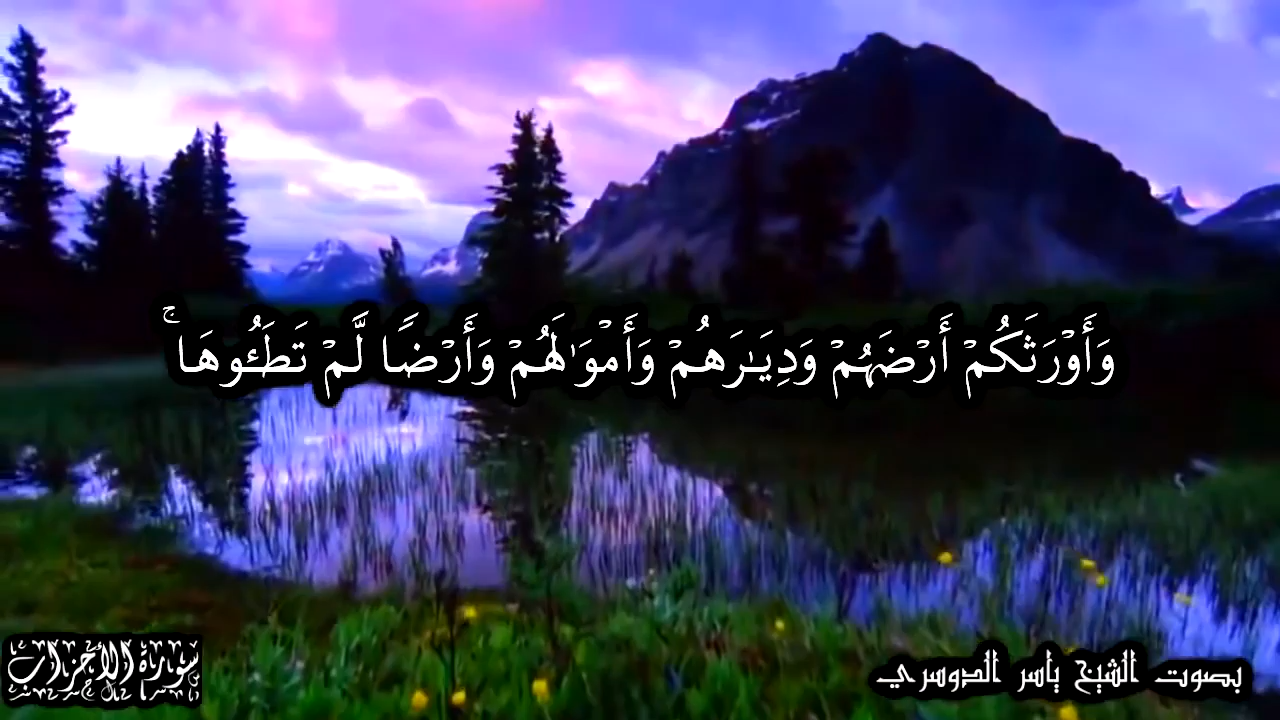 وَأَوۡرَثَكُمۡ أَرۡضَهُمۡ وَدِيَٰرَهُمۡ وَأَمۡوَٰلَهُمۡ وَأَرۡضٗا لَّمۡ تَطَـُٔوهَاۚ
سورة الأحزاب
بصوت الشيخ ياسر الدوسري